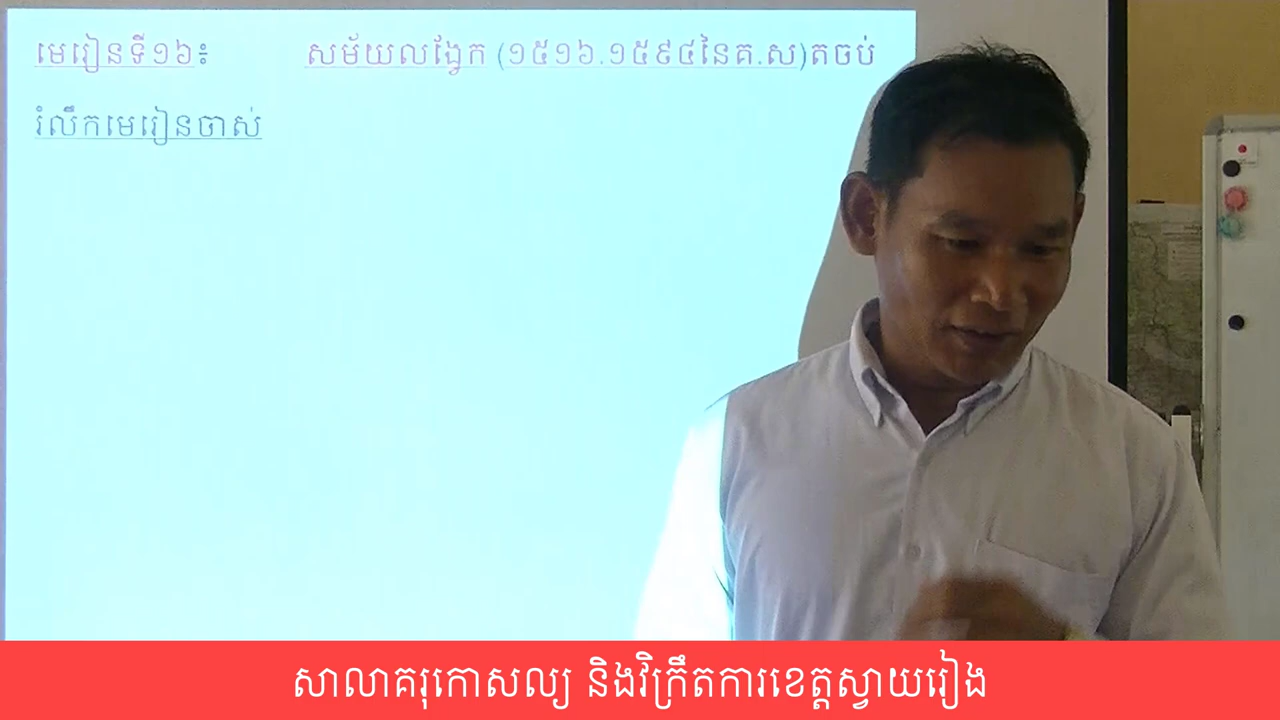 មេរៀនទី១៦៖ សម័យលង្វែក (១៥១៦.១៥៩៤នៃគ.ស)តចប់
រំលឹកមេរៀនចាស់
សាលាគរុកោសល្យ និងវិក្រឹតការខេត្តស្វាយរៀង